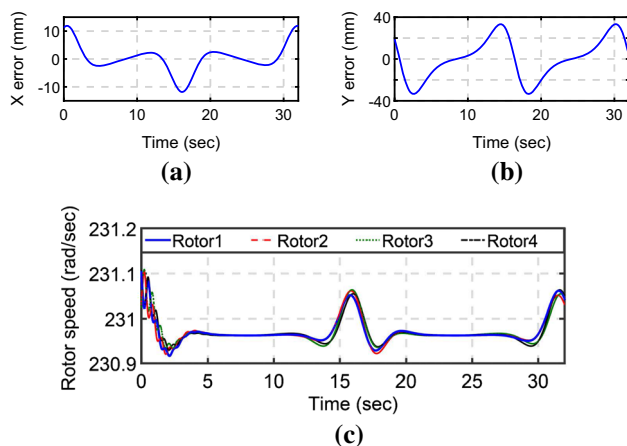 X error (mm)
10
0
-10
0 10 20 30
Time (sec)
(a)
Y error (mm)
40
0
-40
0 10 20 30
Time (sec)
(b)
Rotor speed (rad/sec)
231.2
231.1
231
230.9
Rotor1 Rotor2 Rotor3 Rotor4
0 5 10 15 20 25 30
Time (sec)
(c)